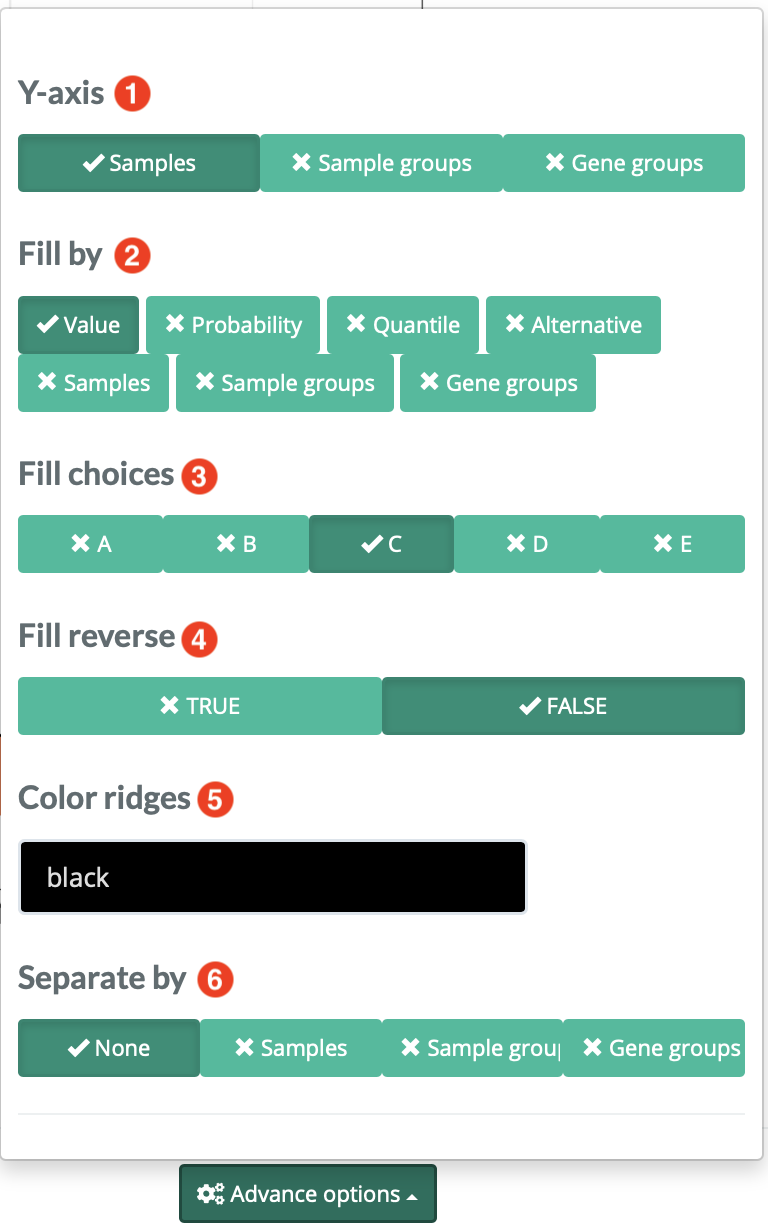 Y-axis 1
Samples Sample groups Gene groups
Fill by 2
Value Probability Quantile Alternative
Samples Sample groups Gene groups
Fill choices 3
A B C D E
Fill reverse 4
TRUE FALSE
Color ridges 5
black
Separate by 6
None Samples Sample grou Gene groups
Advance options